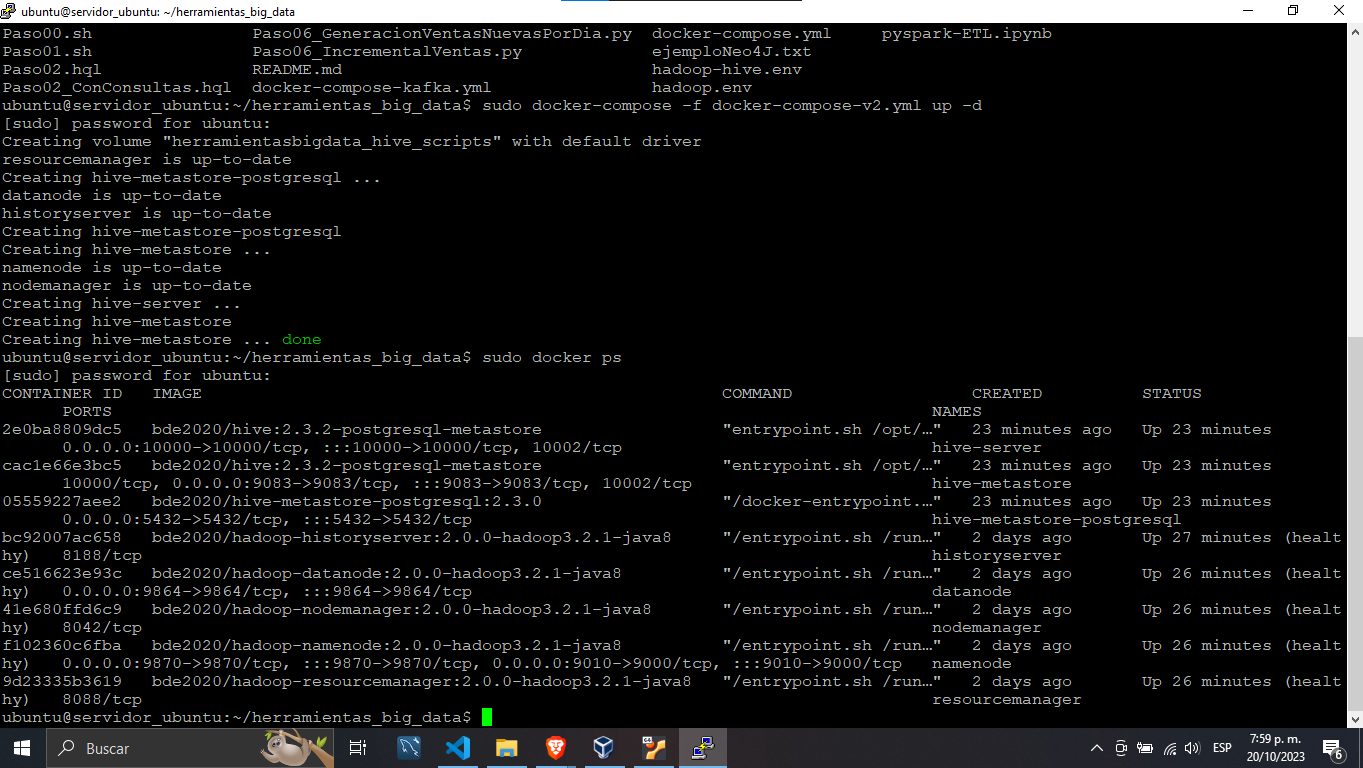 ubuntu@servidor_ubuntu: ~/herramientas_big_data
Paso00.sh Paso06_GeneracionVentasNuevasPorDia.py docker-compose.yml pyspark-ETL.ipynb
Paso01.sh Paso06_IncrementalVentas.py ejemploNeo4J.txt
Paso02.hql README.md hadoop-hive.env
Paso02_ConConsultas.hql docker-compose-kafka.yml hadoop.env
ubuntu@servidor_ubuntu:~/herramientas_big_data$ sudo docker-compose -f docker-compose-v2.yml up -d
[sudo] password for ubuntu:
Creating volume "herramientasbigdata_hive_scripts" with default driver
resourcemanager is up-to-date
Creating hive-metastore-postgresql ...
datanode is up-to-date
historyserver is up-to-date
Creating hive-metastore-postgresql
Creating hive-metastore ...
namenode is up-to-date
nodemanager is up-to-date
Creating hive-server ...
Creating hive-metastore
Creating hive-metastore ... done
ubuntu@servidor_ubuntu:~/herramientas_big_data$ sudo docker ps
[sudo] password for ubuntu:
CONTAINER ID IMAGE COMMAND CREATED STATUS
PORTS NAMES
2e0ba8809dc5 bde2020/hive:2.3.2-postgresql-metastore "entrypoint.sh /opt/…" 23 minutes ago Up 23 minutes
0.0.0.0:10000->10000/tcp, :::10000->10000/tcp, 10002/tcp hive-server
cac1e66e3bc5 bde2020/hive:2.3.2-postgresql-metastore "entrypoint.sh /opt/…" 23 minutes ago Up 23 minutes
10000/tcp, 0.0.0.0:9083->9083/tcp, :::9083->9083/tcp, 10002/tcp hive-metastore
05559227aee2 bde2020/hive-metastore-postgresql:2.3.0 "/docker-entrypoint.…" 23 minutes ago Up 23 minutes
0.0.0.0:5432->5432/tcp, :::5432->5432/tcp hive-metastore-postgresql
bc92007ac658 bde2020/hadoop-historyserver:2.0.0-hadoop3.2.1-java8 "/entrypoint.sh /run…" 2 days ago Up 27 minutes (healt
hy) 8188/tcp historyserver
ce516623e93c bde2020/hadoop-datanode:2.0.0-hadoop3.2.1-java8 "/entrypoint.sh /run…" 2 days ago Up 26 minutes (healt
hy) 0.0.0.0:9864->9864/tcp, :::9864->9864/tcp datanode
41e680ffd6c9 bde2020/hadoop-nodemanager:2.0.0-hadoop3.2.1-java8 "/entrypoint.sh /run…" 2 days ago Up 26 minutes (healt
hy) 8042/tcp nodemanager
f102360c6fba bde2020/hadoop-namenode:2.0.0-hadoop3.2.1-java8 "/entrypoint.sh /run…" 2 days ago Up 26 minutes (healt
hy) 0.0.0.0:9870->9870/tcp, :::9870->9870/tcp, 0.0.0.0:9010->9000/tcp, :::9010->9000/tcp namenode
9d23335b3619 bde2020/hadoop-resourcemanager:2.0.0-hadoop3.2.1-java8 "/entrypoint.sh /run…" 2 days ago Up 26 minutes (healt
hy) 8088/tcp resourcemanager
ubuntu@servidor_ubuntu:~/herramientas_big_data$
Buscar
ESP
7:59 p. m.
20/10/2023
6